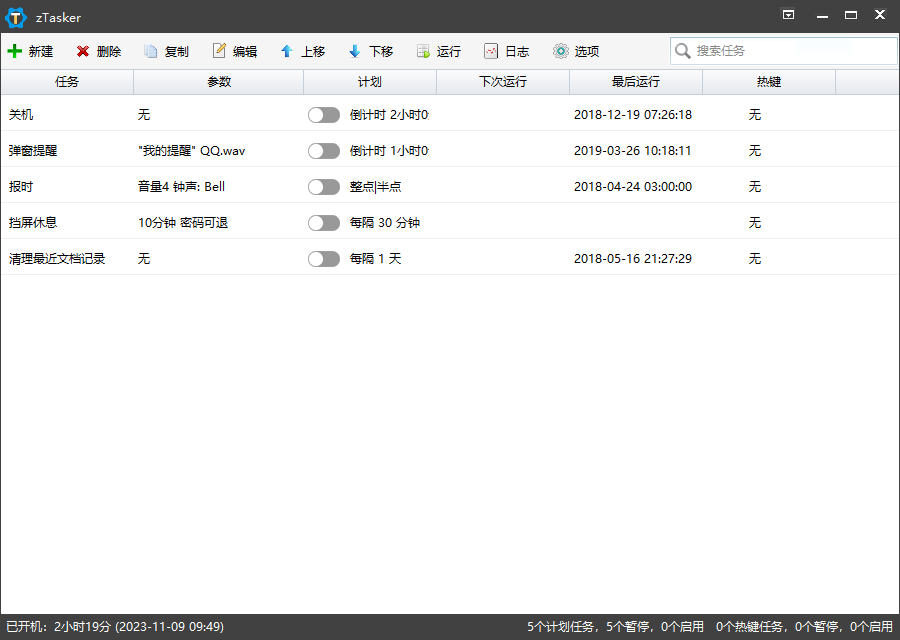 zTasker
新建 删除 复制 编辑 上移 下移 运行 日志 选项 搜索任务
任务 参数 计划 下次运行 最后运行 热键
关机 无 倒计时 2小时0 2018-12-19 07:26:18 无
弹窗提醒 "我的提醒" QQ.wav 倒计时 1小时0 2019-03-26 10:18:11 无
报时 音量4 钟声: Bell 整点|半点 2018-04-24 03:00:00 无
挡屏休息 10分钟 密码可退 每隔 30 分钟 无
清理最近文档记录 无 每隔 1 天 2018-05-16 21:27:29 无
已开机：2小时19分 (2023-11-09 09:49) 5个计划任务，5个暂停，0个启用 0个热键任务，0个暂停，0个启用